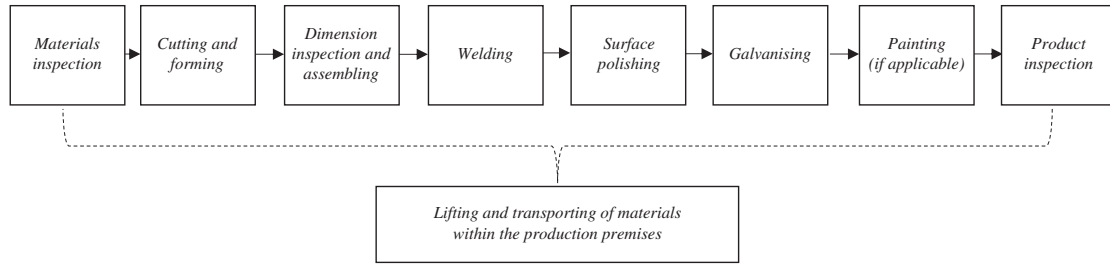 Materials
inspection
Cutting and
forming
Dimension
inspection and
assembling
Welding
Surface
polishing
Galvanising
Painting
(if applicable)
Product
inspection
Lifting and transporting of materials
within the production premises